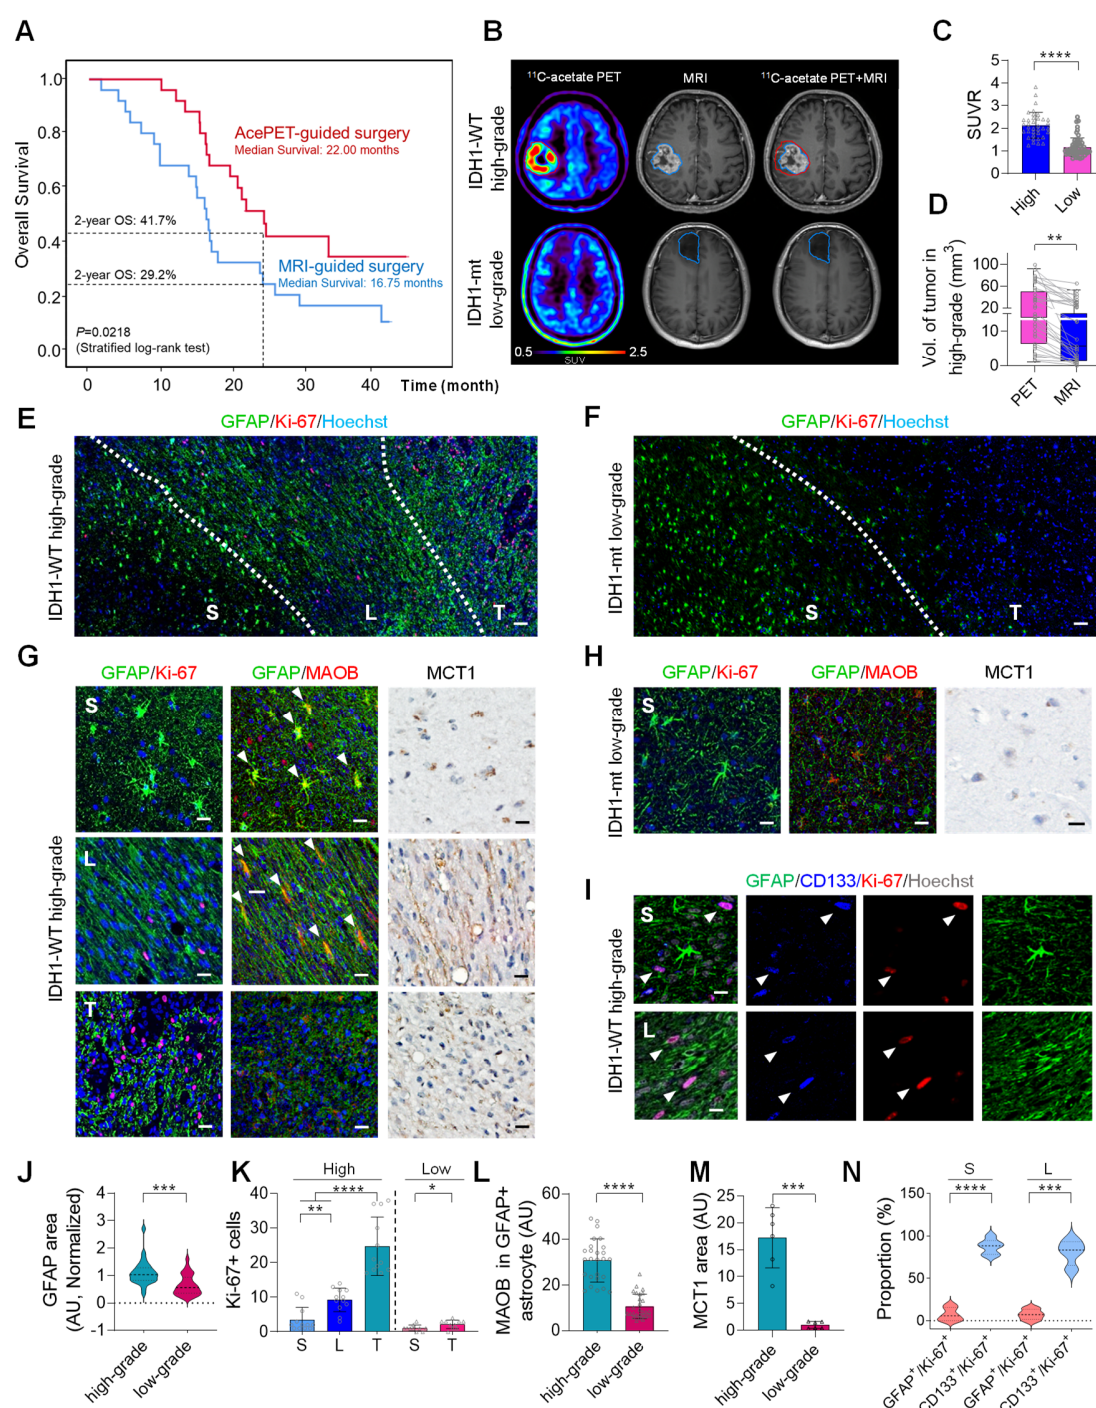 A
1.0
0.8
0.6
0.4
0.2
0.0
Overall Survival
AcePET-guided surgery
Median Survival: 22.00 months
2-year OS: 41.7%
2-year OS: 29.2%
MRI-guided surgery
Median Survival: 16.75 months
P=0.0218
(Stratified log-rank test)
0 10 20 30 40 Time (month)
B
11C-acetate PET MRI 11C-acetate PET+MRI
IDH1-WT
high-grade
IDH1-mt
low-grade
0.5 2.5
SUV
C
SUVR
5
4
3
2
1
0
****
High Low
D
Vol. of tumor in
high-grade (mm3)
100
60
20
10
0
**
PET MRI
E
GFAP/Ki-67/Hoechst
IDH1-WT high-grade
S L T
F
GFAP/Ki-67/Hoechst
IDH1-mt low-grade
S T
G
GFAP/Ki-67 GFAP/MAOB MCT1
IDH1-WT high-grade
S
L
T
H
GFAP/Ki-67 GFAP/MAOB MCT1
IDH1-mt low-grade
S
I
GFAP/CD133/Ki-67/Hoechst
IDH1-WT high-grade
S
L
J
GFAP area
(AU, Normalized)
4
3
2
1
0
-1
***
high-grade low-grade
K
Ki-67+ cells
40
30
20
10
0
High Low
****
**
*
S L T S T
L
MAOB in GFAP+
astrocyte (AU)
60
40
20
0
****
high-grade low-grade
M
MCT1 area (AU)
25
20
15
10
5
0
***
high-grade low-grade
N
Proportion (%)
150
100
50
0
S L
**** ***
GFAP+/Ki-67+ CD133+/Ki-67+ GFAP+/Ki-67+ CD133+/Ki-67+